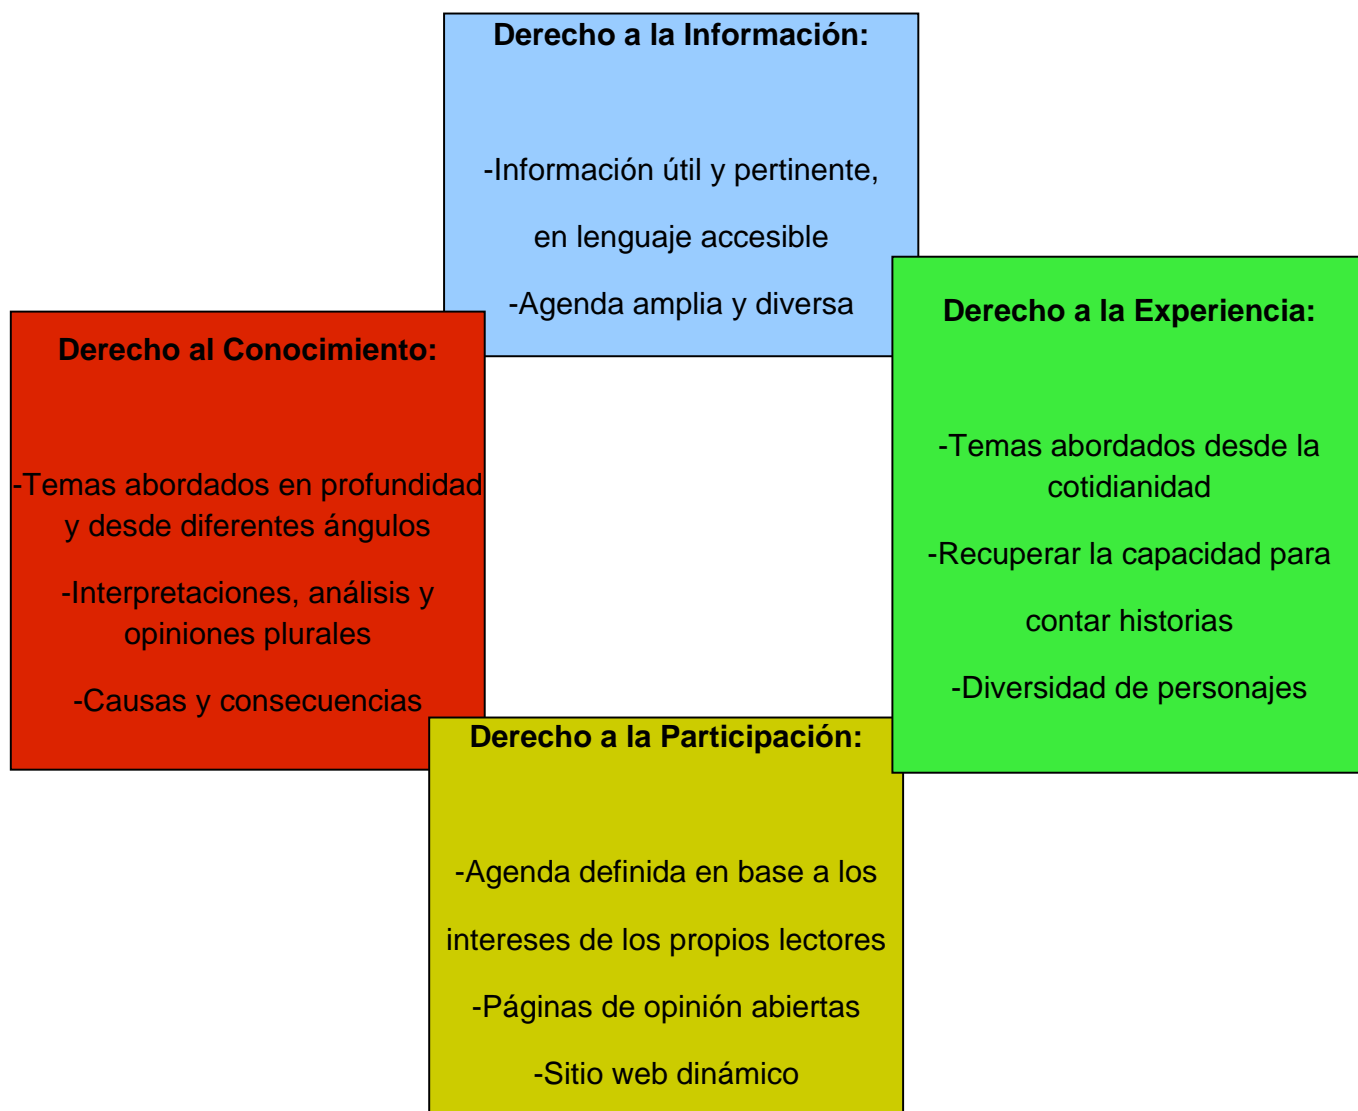 Derecho a la Información:
-Información útil y pertinente,
en lenguaje accesible
-Agenda amplia y diversa
Derecho a la Experiencia:
-Temas abordados desde la
cotidianidad
-Recuperar la capacidad para
contar historias
-Diversidad de personajes
Derecho al Conocimiento:
-Temas abordados en profundidad
y desde diferentes ángulos
-Interpretaciones, análisis y
opiniones plurales
-Causas y consecuencias
Derecho a la Participación:
-Agenda definida en base a los
intereses de los propios lectores
-Páginas de opinión abiertas
-Sitio web dinámico